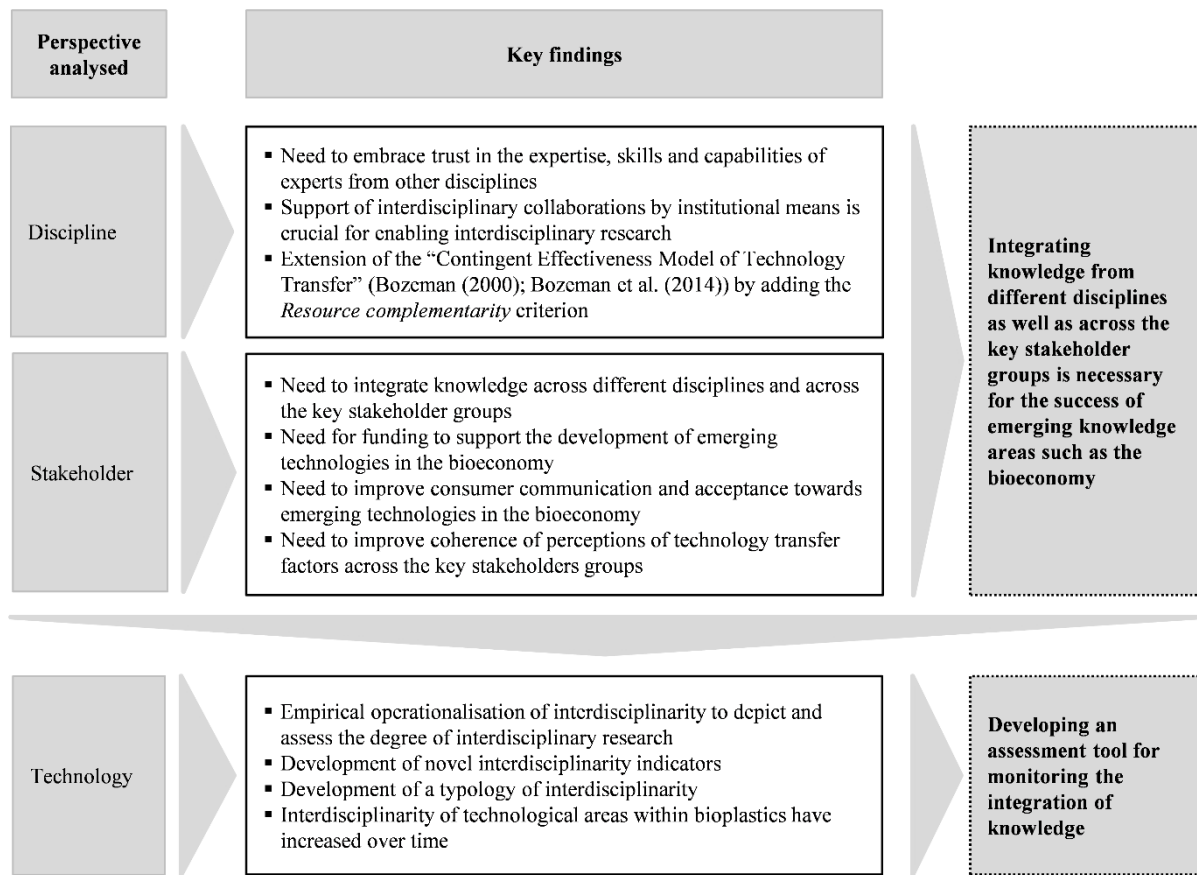 Perspective
analysed
Key findings
Discipline
▪ Need to embrace trust in the expertise, skills and capabilities of
experts from other disciplines
▪ Support of interdisciplinary collaborations by institutional means is
crucial for enabling interdisciplinary research
▪ Extension of the “Contingent Effectiveness Model of Technology
Transfer” (Bozeman (2000); Bozeman et al. (2014)) by adding the
Resource complementarity criterion
Stakeholder
▪ Need to integrate knowledge across different disciplines and across
the key stakeholder groups
▪ Need for funding to support the development of emerging
technologies in the bioeconomy
▪ Need to improve consumer communication and acceptance towards
emerging technologies in the bioeconomy
▪ Need to improve coherence of perceptions of technology transfer
factors across the key stakeholders groups
Integrating
knowledge from
different disciplines
as well as across the
key stakeholder
groups is necessary
for the success of
emerging knowledge
areas such as the
bioeconomy
Technology
▪ Empirical operationalisation of interdisciplinarity to depict and
assess the degree of interdisciplinary research
▪ Development of novel interdisciplinarity indicators
▪ Development of a typology of interdisciplinarity
▪ Interdisciplinarity of technological areas within bioplastics have
increased over time
Developing an
assessment tool for
monitoring the
integration of
knowledge